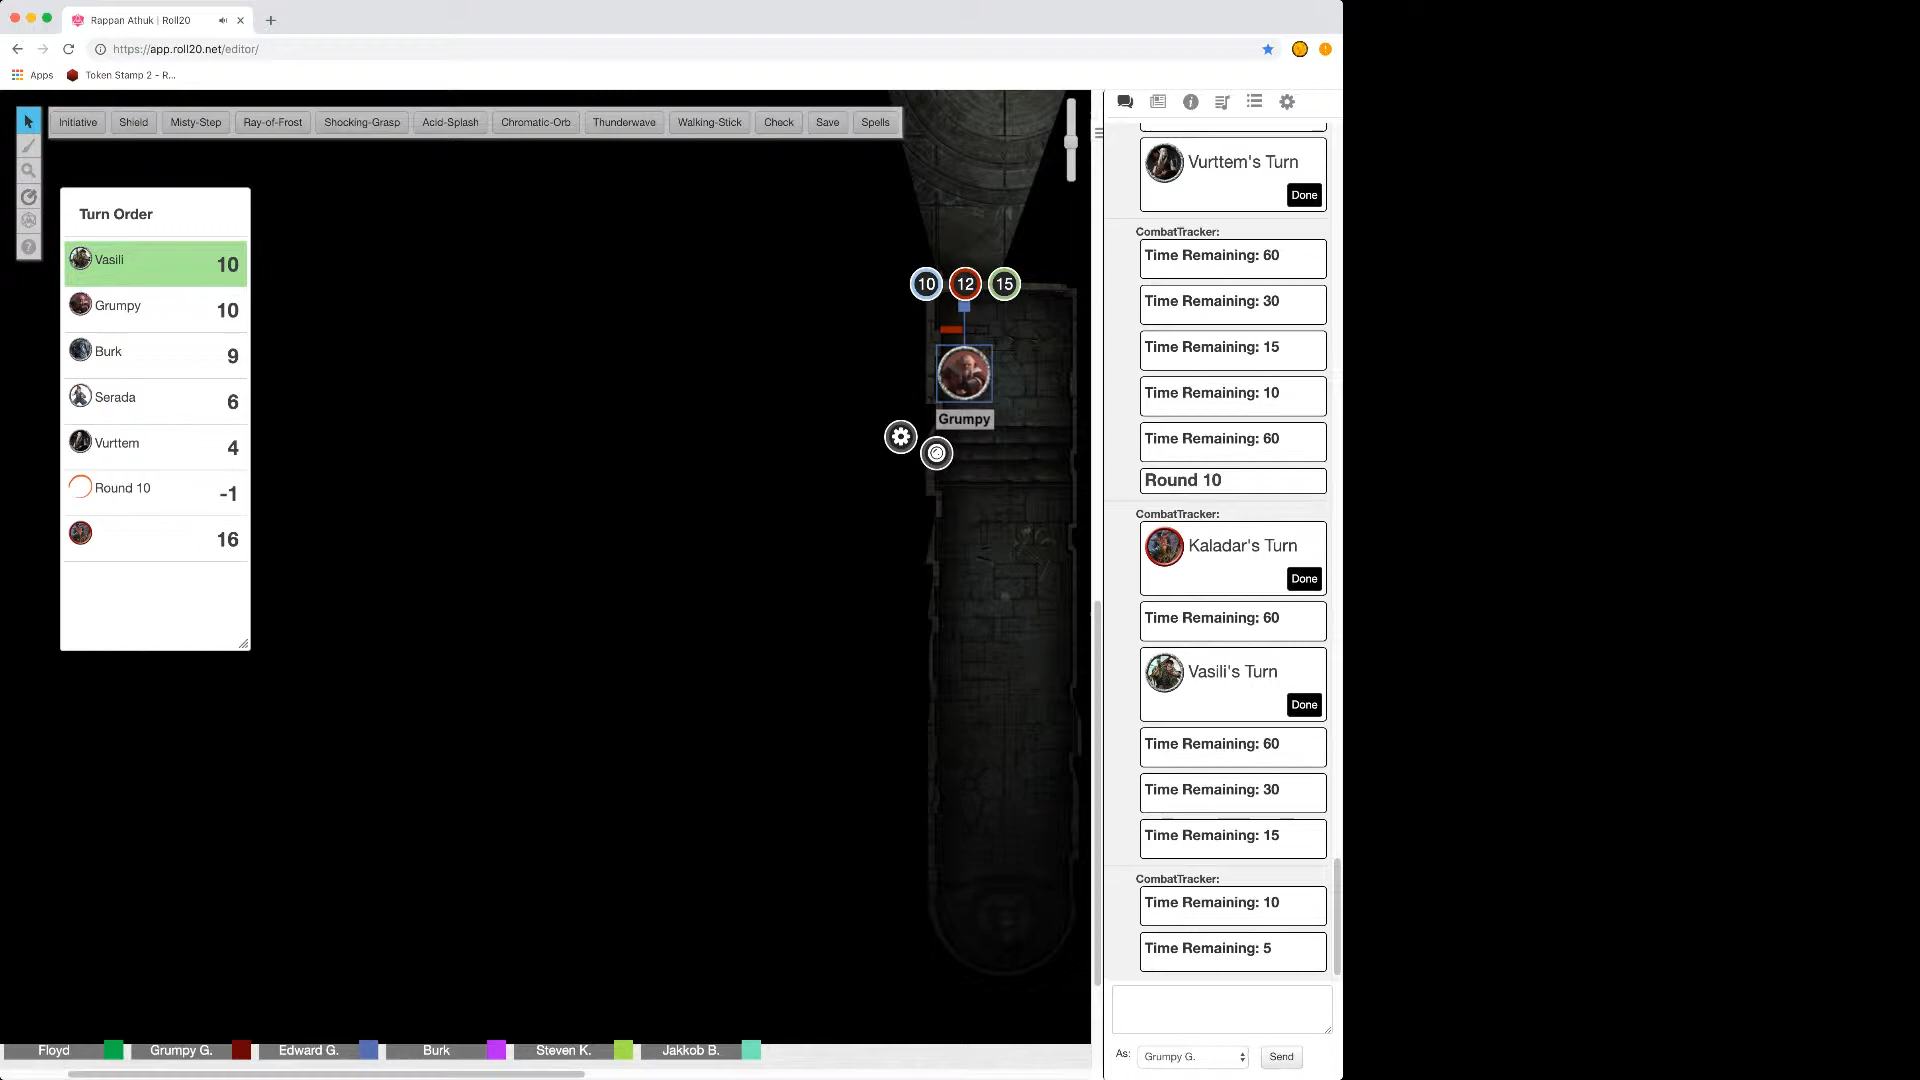 Rappan Athuk | Roll20
https://app.roll20.net/editor/
Apps
Token Stamp 2 - R...
Initiative
Shield
Misty-Step
Ray-of-Frost
Shocking-Grasp
Acid-Splash
Chromatic-Orb
Thunderwave
Walking-Stick
Check
Save
Spells
Turn Order
Vasili 10
Grumpy 10
Burk 9
Serada 6
Vurttem 4
Round 10 -1
16
10 12 15
Grumpy
Vurttem's Turn
Done
CombatTracker:
Time Remaining: 60
Time Remaining: 30
Time Remaining: 15
Time Remaining: 10
Time Remaining: 60
Round 10
CombatTracker:
Kaladar's Turn
Done
Time Remaining: 60
Vasili's Turn
Done
Time Remaining: 60
Time Remaining: 30
Time Remaining: 15
CombatTracker:
Time Remaining: 10
Time Remaining: 5
As: Grumpy G. Send
Floyd
Grumpy G.
Edward G.
Burk
Steven K.
Jakkob B.